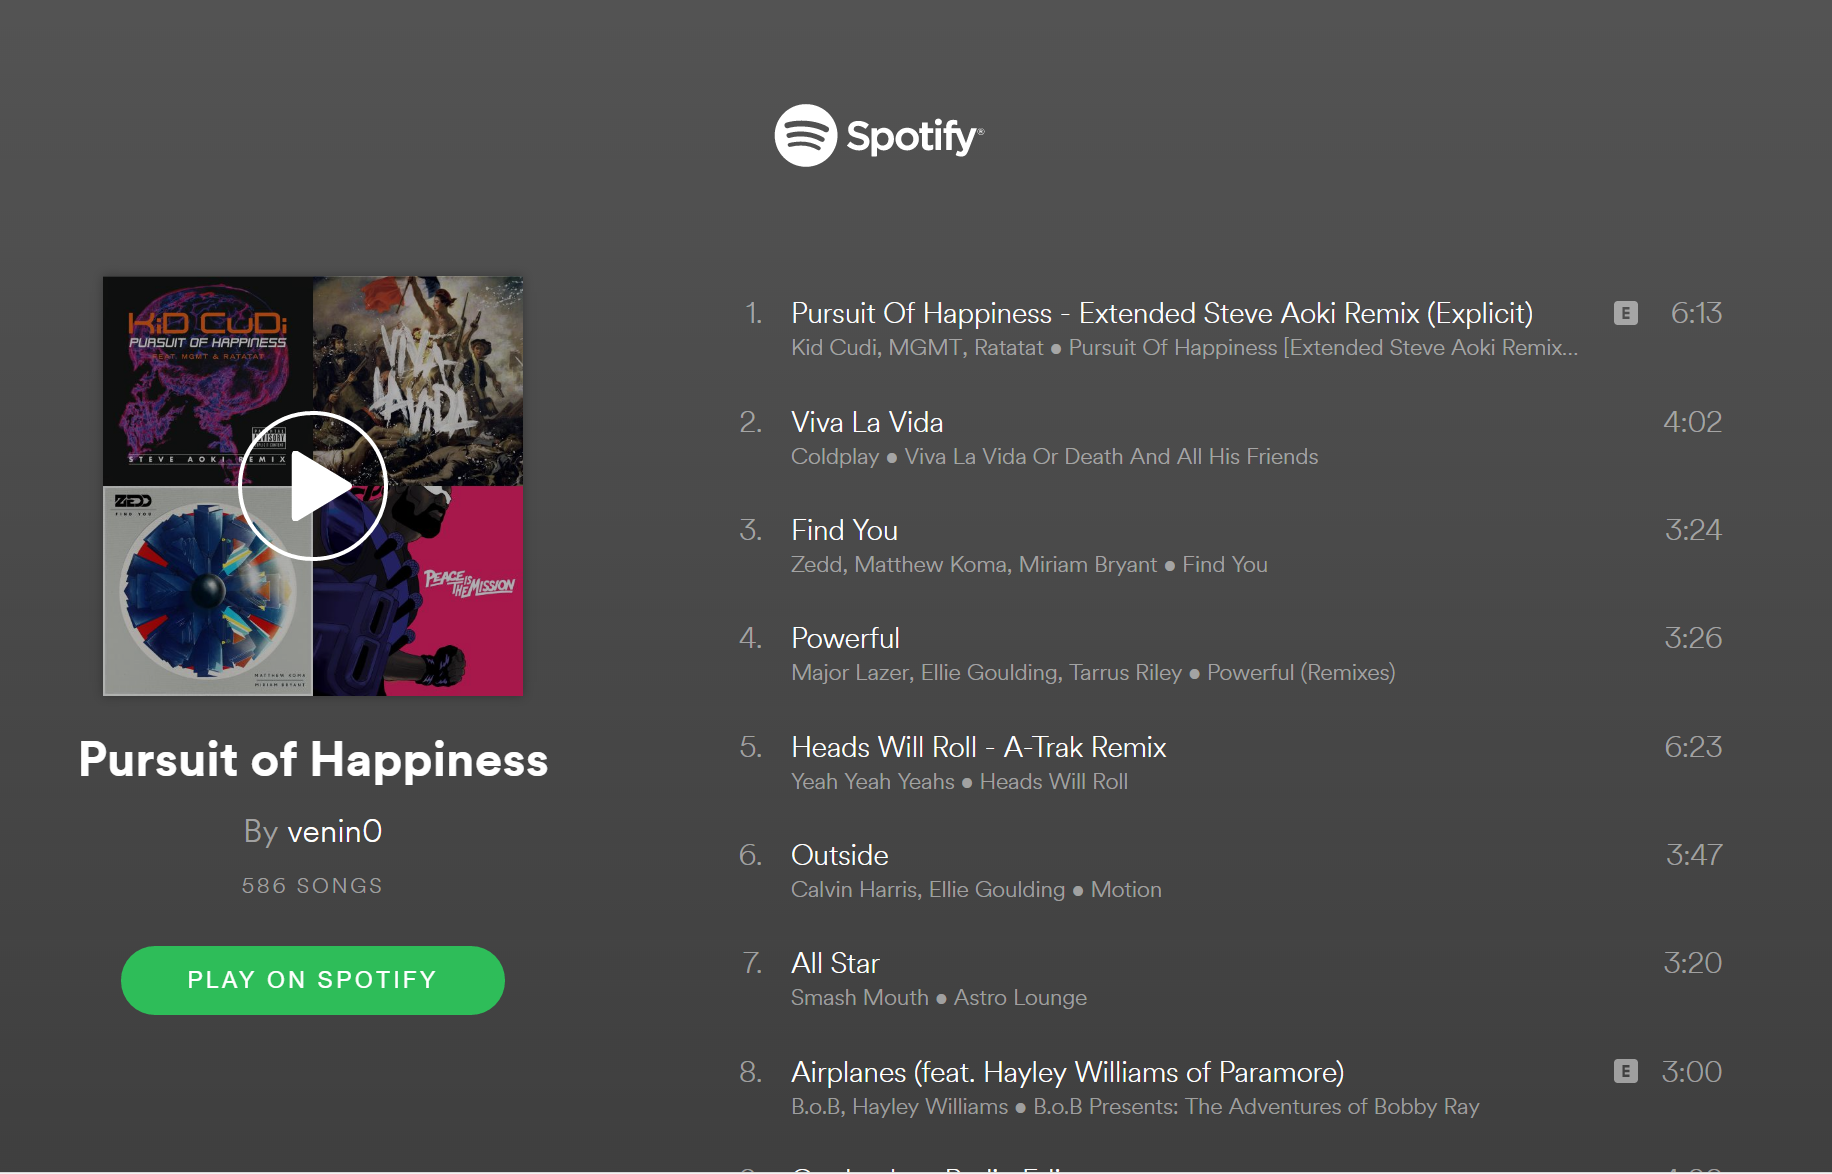 Spotify®
KiD CuDi
PURSUIT OF HAPPINESS
FEAT. MGMT & RATATAT
STEVE AOKI REMIX
VIVA
LA VIDA
ZEDD
FIND YOU
MATTHEW KOMA
MIRIAM BRYANT
PEACE IS
THE MISSION
Pursuit of Happiness
By venin0
586 SONGS
PLAY ON SPOTIFY
1. Pursuit Of Happiness - Extended Steve Aoki Remix (Explicit) E 6:13
Kid Cudi, MGMT, Ratatat ● Pursuit Of Happiness [Extended Steve Aoki Remix...
2. Viva La Vida 4:02
Coldplay ● Viva La Vida Or Death And All His Friends
3. Find You 3:24
Zedd, Matthew Koma, Miriam Bryant ● Find You
4. Powerful 3:26
Major Lazer, Ellie Goulding, Tarrus Riley ● Powerful (Remixes)
5. Heads Will Roll - A-Trak Remix 6:23
Yeah Yeah Yeahs ● Heads Will Roll
6. Outside 3:47
Calvin Harris, Ellie Goulding ● Motion
7. All Star 3:20
Smash Mouth ● Astro Lounge
8. Airplanes (feat. Hayley Williams of Paramore) E 3:00
B.o.B, Hayley Williams ● B.o.B Presents: The Adventures of Bobby Ray